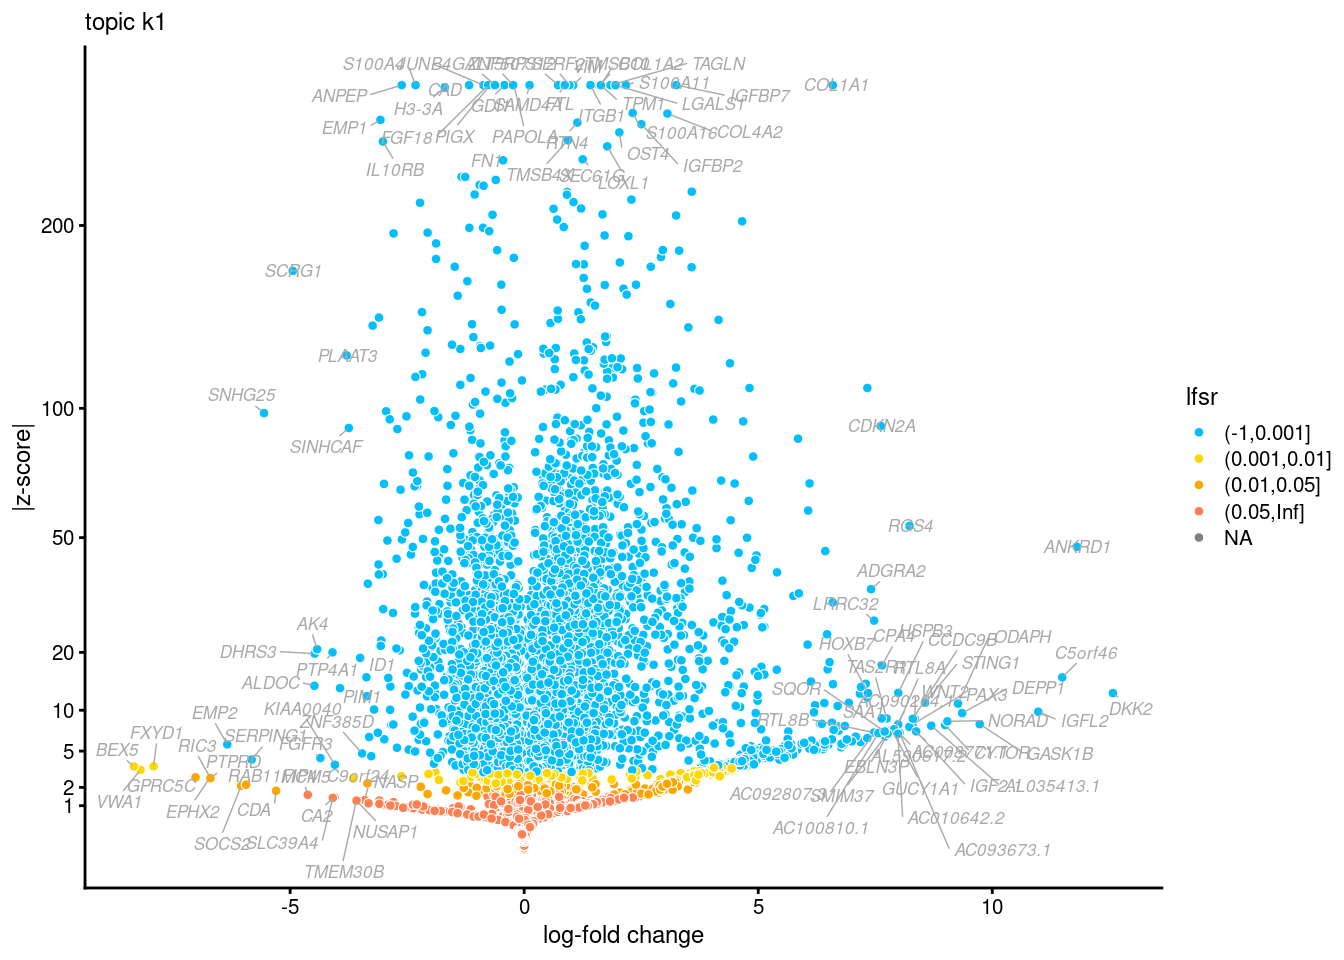 topic k1
S100A4
TAGLN
S100A11
COL1A1
ANPEP
CAD
IGFBP7
H3-3A
GDI1
SAMD4A
FTL
TPM1
LGALS1
ITGB1
EMP1
FGF18
PIGX
PAPOLA
RTN4
S100A16
COL4A2
OST4
FN1
IGFBP2
IL10RB
TMSB4X
SEC61G
LOXL1
200
SCRG1
PLAAT3
SNHG25
lfsr
100
CDKN2A
(-1,0.001]
SINHCAF
(0.001,0.01]
(0.01,0.05]
|z-score|
(0.05,Inf]
RGS4
50
NA
ANKRD1
ADGRA2
LRRC32
AK4
HSPB3
CPA4
CCDC9B
ODAPH
HOXB7
20
DHRS3
PTP4A1
ID1
C5orf46
STING1
RTL8A
ALDOC
PIM1
SQOR
WNT2
PAX3
DEPP1
10
EMP2
KIAA0040
SAA1
DKK2
ZNF385D
RTL8B
NORAD
IGFL2
FXYD1
SERPING1
RIC3
FGFR3
BEX5
5
PTPRD
CYTOR
GASK1B
C9orf24
NASP
GPRC5C
2
VWA1
EPHX2
CDA
CA2
AC092807.3
SMIM37
GUCY1A1
AL035413.1
1
SOCS2
SLC39A4
NUSAP1
AC100810.1
AC010642.2
TMEM30B
AC093673.1
-5
0
5
10
log-fold change